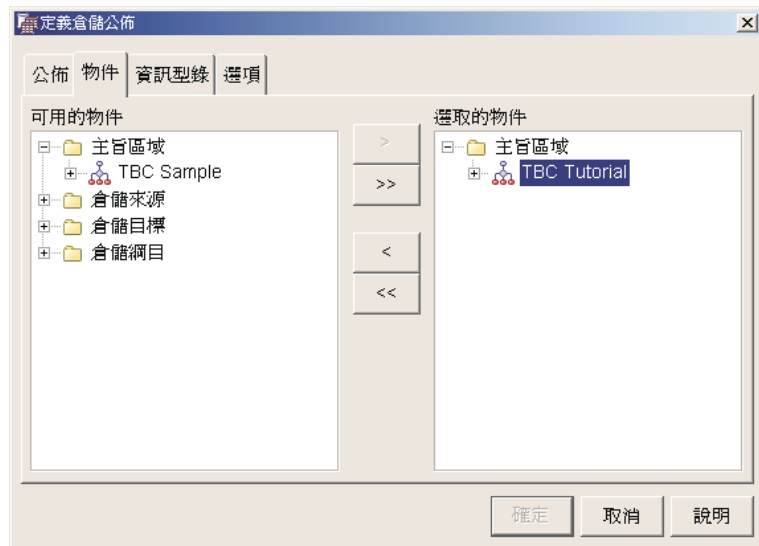 定義倉儲公佈
公佈 物件 資訊型錄 選項
可用的物件
主旨區域
TBC Sample
倉儲來源
倉儲目標
倉儲綱目
>
>>
<
<<
選取的物件
主旨區域
TBC Tutorial
確定 取消 說明